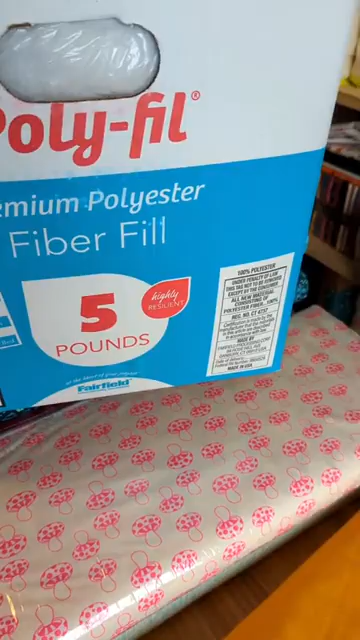 Poly-fil®
emium Polyester
Fiber Fill
5
POUNDS
highly
RESILIENT
Fairfield
100% POLYESTER
UNDER PENALTY OF LAW
THIS TAG NOT TO BE REMOVED
EXCEPT BY THE CONSUMER
ALL NEW MATERIAL
CONSISTING OF
POLYESTER FIBER... 100%
REG. NO. CT 4737
MADE BY
MADE IN USA